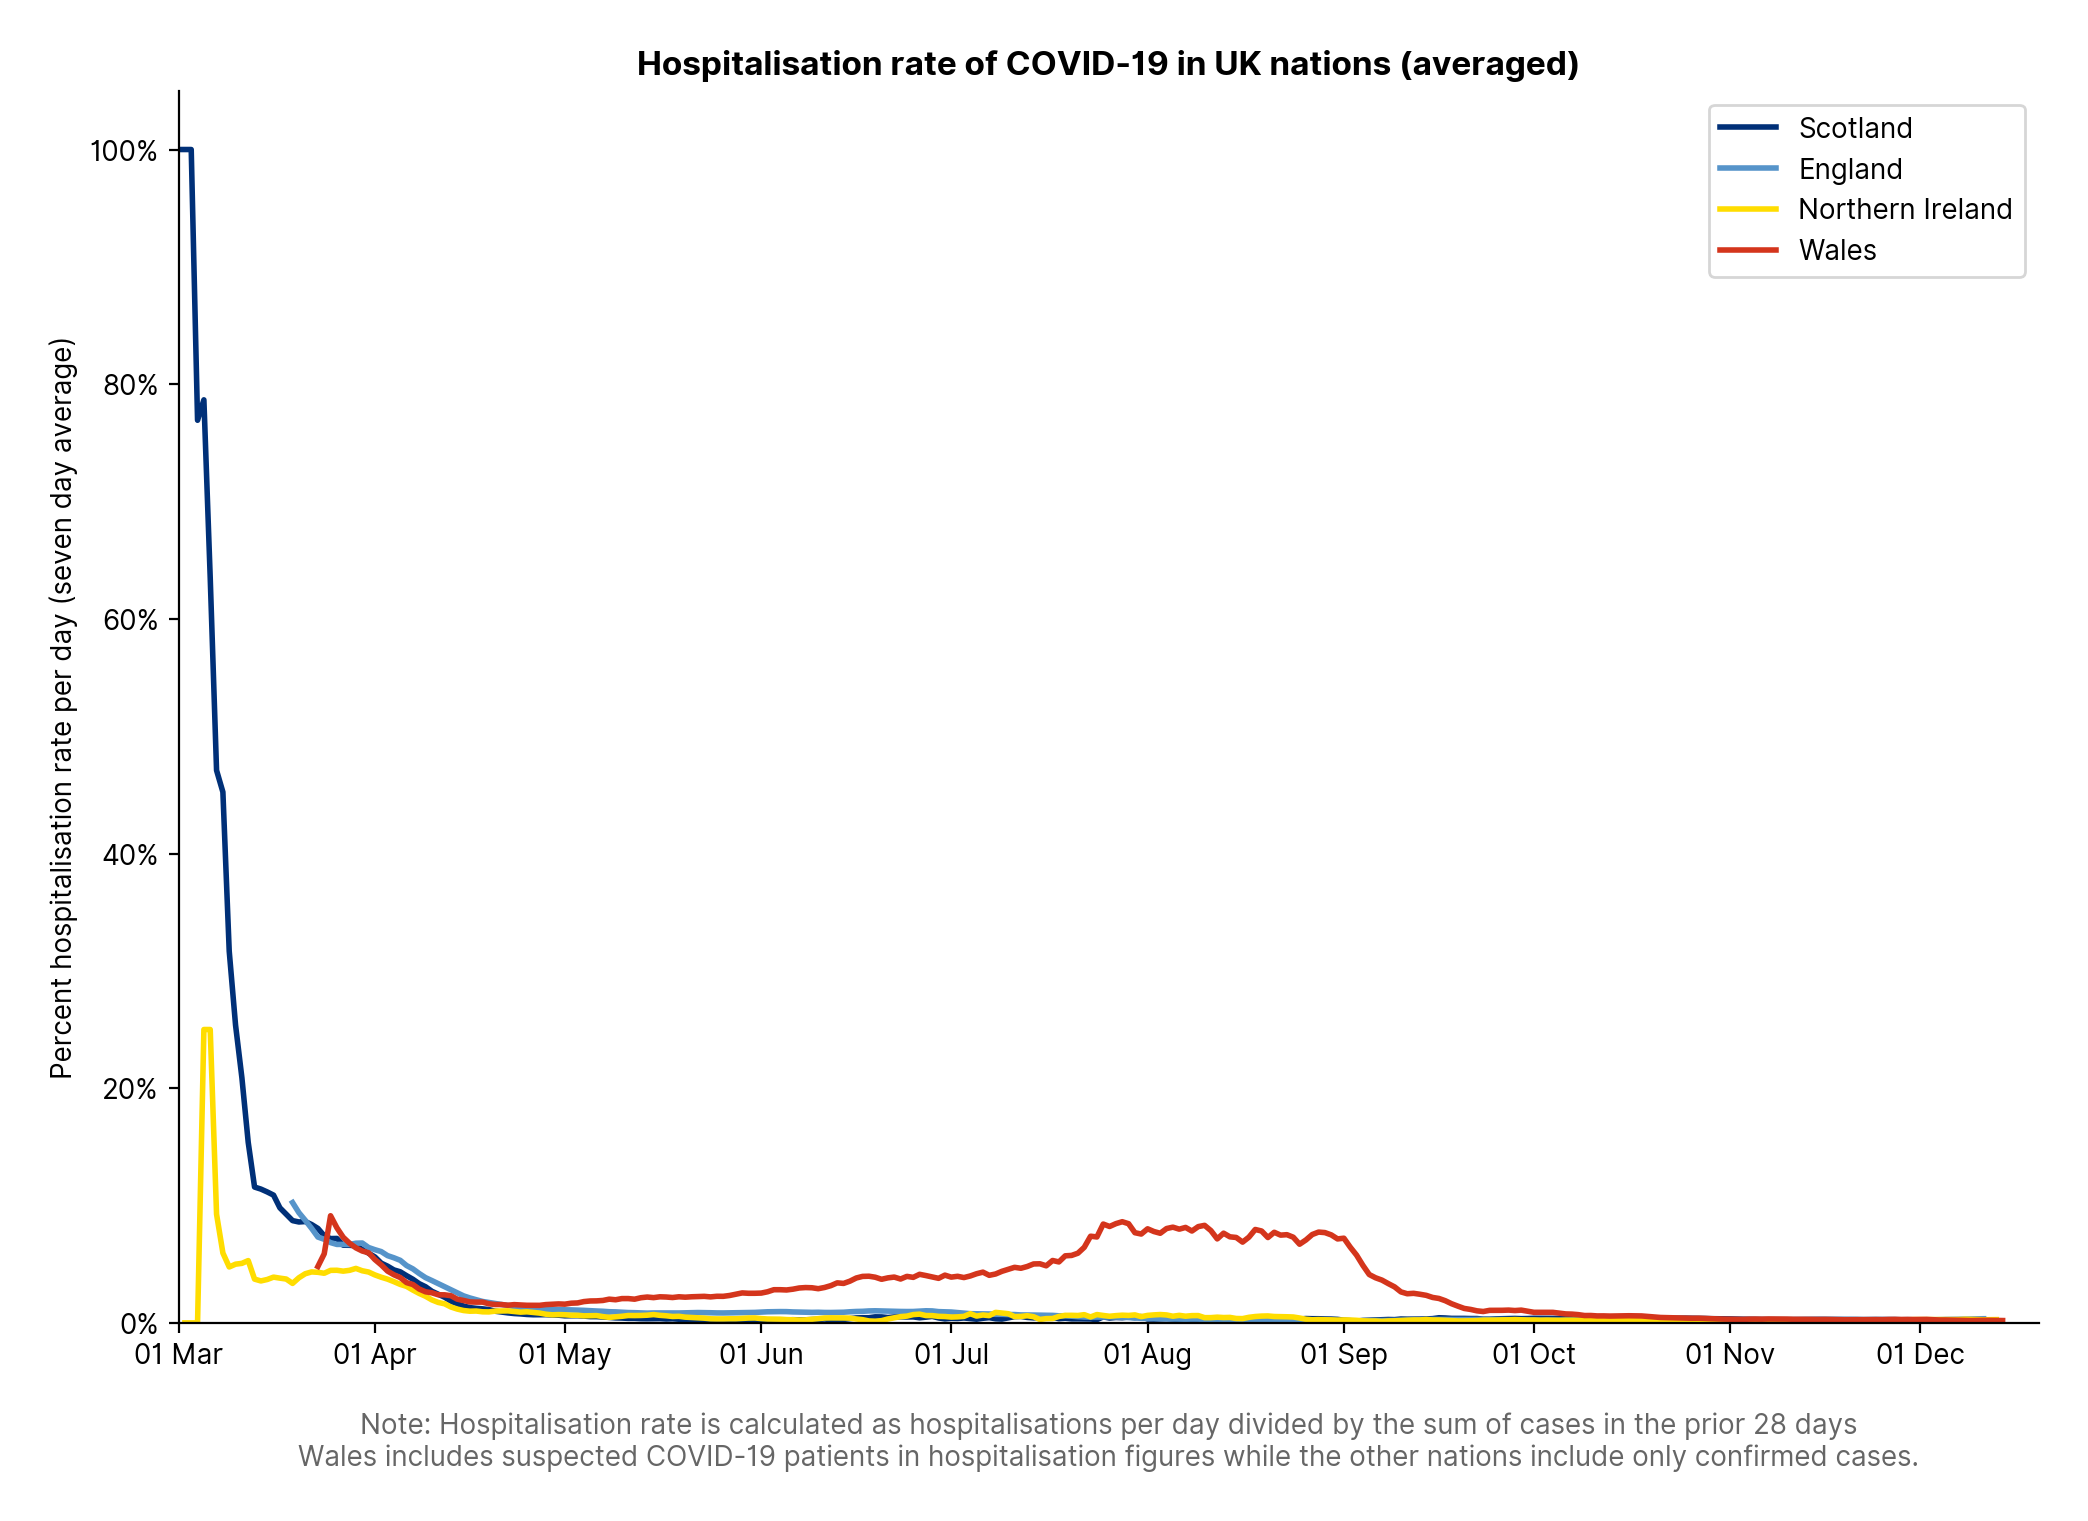 Hospitalisation rate of COVID-19 in UK nations (averaged)
Scotland
England
Northern Ireland
Wales
Percent hospitalisation rate per day (seven day average)
100%
80%
60%
40%
20%
0%
01 Mar
01 Apr
01 May
01 Jun
01 Jul
01 Aug
01 Sep
01 Oct
01 Nov
01 Dec
Note: Hospitalisation rate is calculated as hospitalisations per day divided by the sum of cases in the prior 28 days
Wales includes suspected COVID-19 patients in hospitalisation figures while the other nations include only confirmed cases.